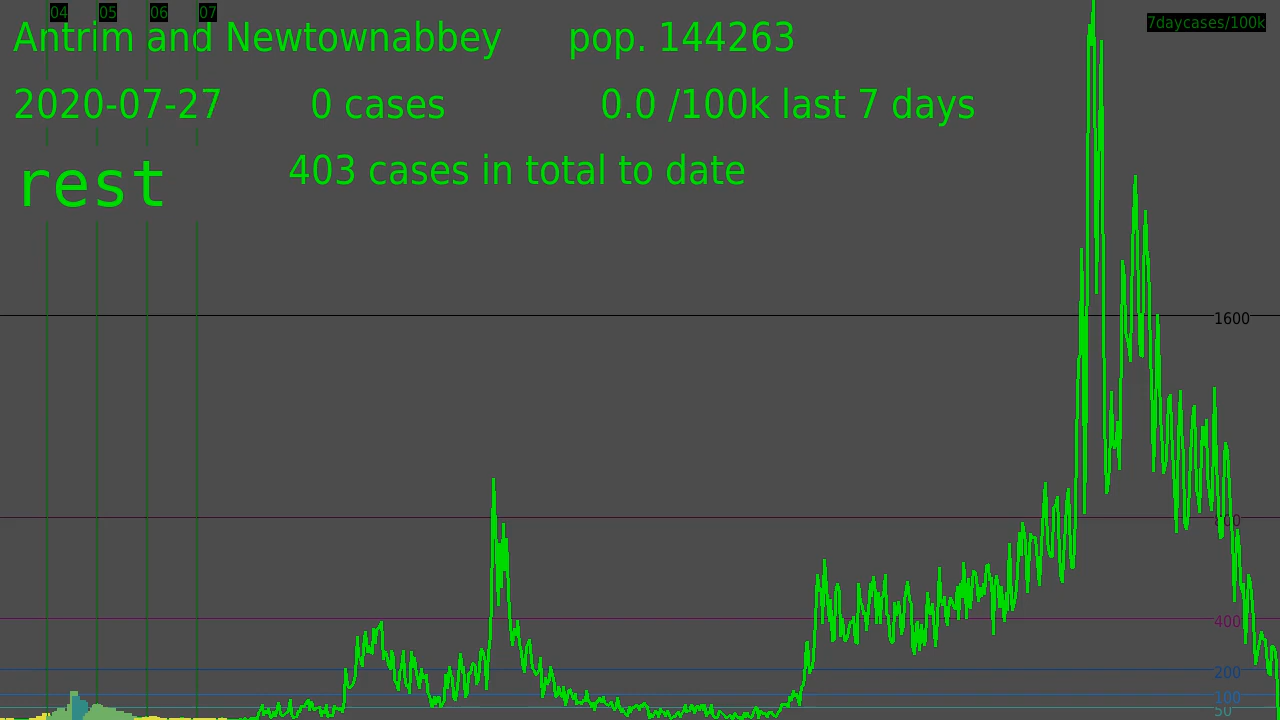 04 05 06 07
7daycases/100k
Antrim and Newtownabbey pop. 144263
2020-07-27 0 cases 0.0 /100k last 7 days
rest 403 cases in total to date
1600
800
400
200
100
50